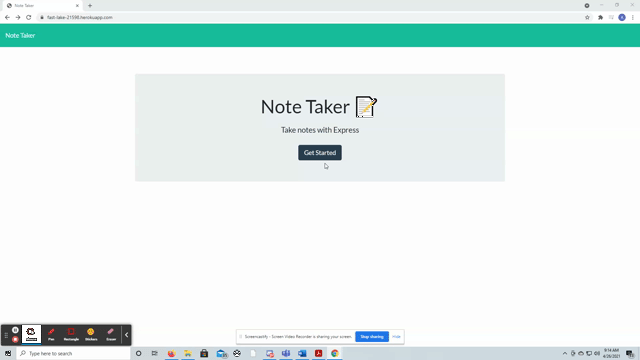 Note Taker
fast-lake-21598.herokuapp.com
Note Taker
Note Taker
Take notes with Express
Get Started
Pen
Rectangle
Stickers
Eraser
Screencastify - Screen Video Recorder is sharing your screen.
Stop sharing
Hide
Type here to search
9:14 AM
4/26/2021